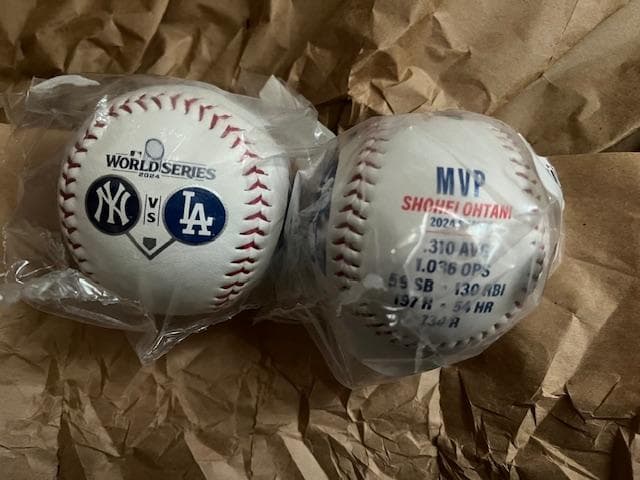 WORLD SERIES
2024
NY
VS
LA
MVP
SHOHEI OHTANI
2024
.310 AVG
1.036 OPS
59 SB - 130 RBI
197 H - 54 HR
134 R